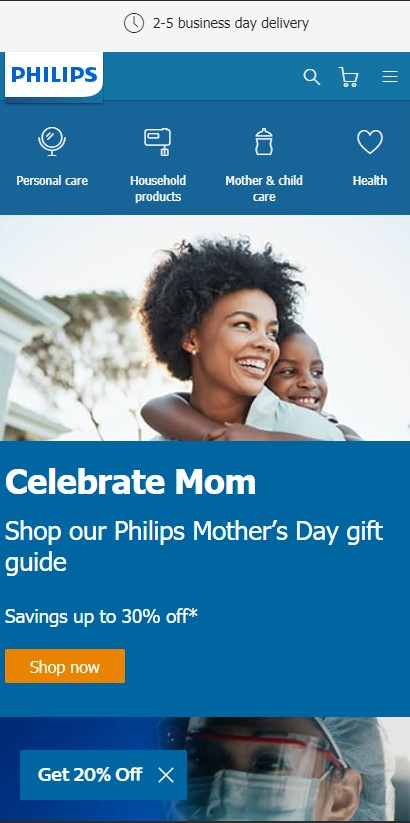 2-5 business day delivery
PHILIPS
Personal care
Household
products
Mother & child
care
Health
Celebrate Mom
Shop our Philips Mother’s Day gift
guide
Savings up to 30% off*
Shop now
Get 20% Off